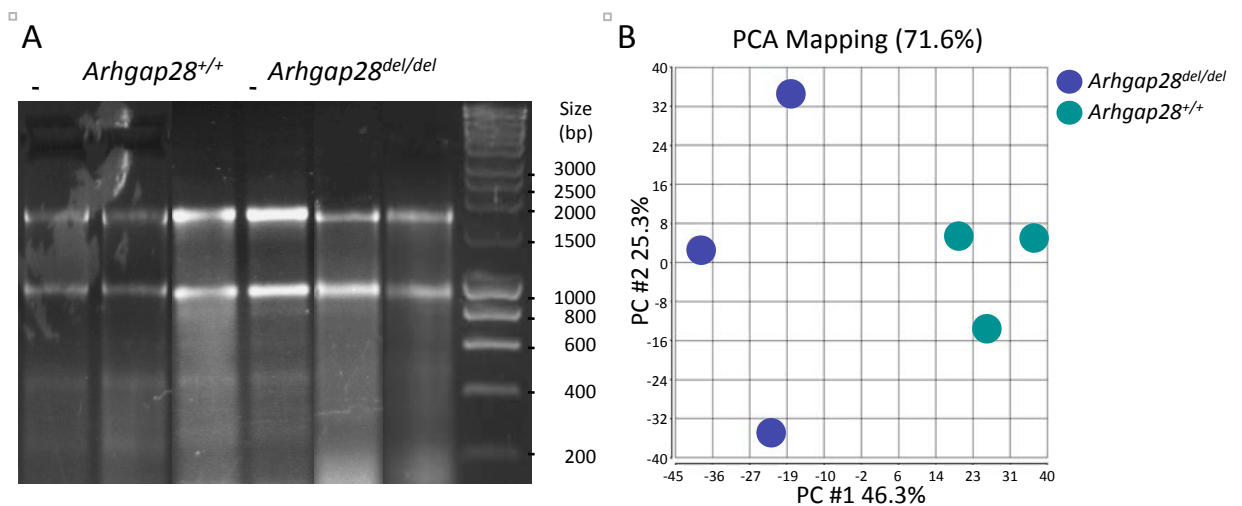 A
Arhgap28+/+ Arhgap28del/del
- -
Size
(bp)
3000
2500
2000
1500
1000
800
600
400
200
B
PCA Mapping (71.6%)
40
32
24
16
8
0
-8
-16
-24
-32
-40
PC #2 25.3%
-45 -36 -27 -19 -10 -2 6 14 23 31 40
PC #1 46.3%
Arhgap28del/del
Arhgap28+/+